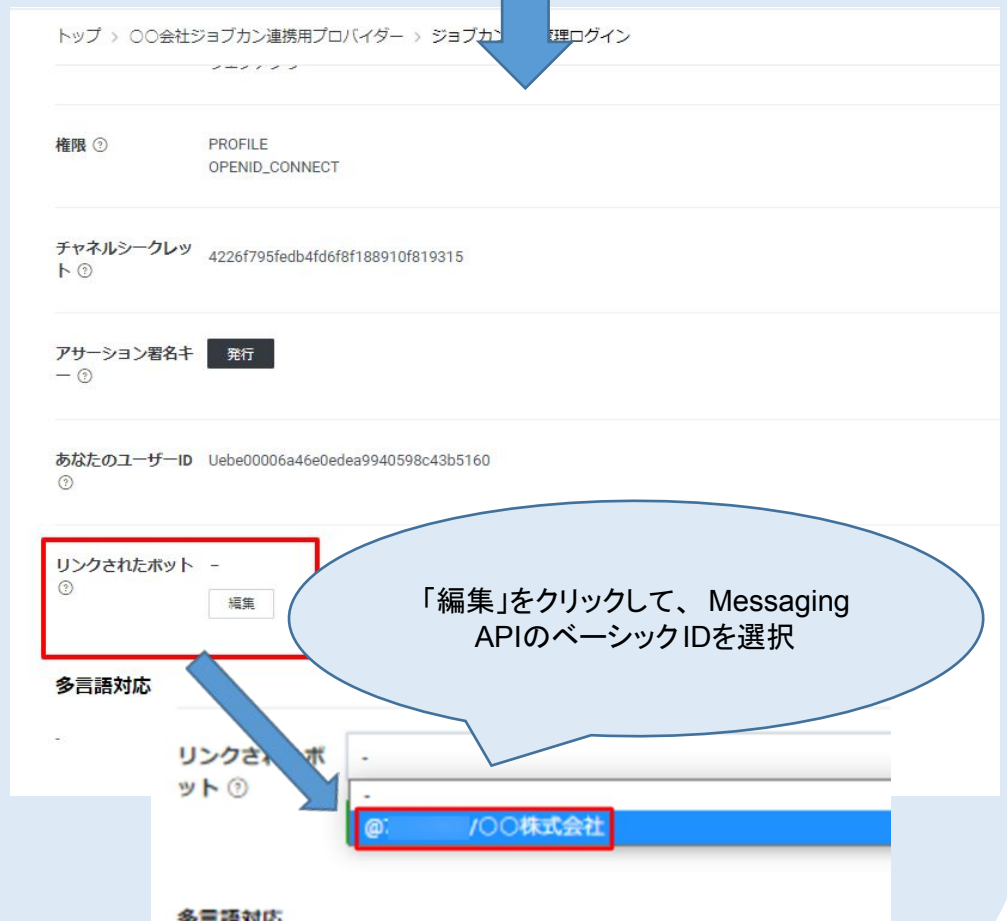 トップ > 〇〇会社ジョブカン連携用プロバイダー > ジョブカン 管理ログイン
権限 ?
PROFILE
OPENID_CONNECT
チャネルシークレット ?
4226f795fedb4fd6f8f188910f819315
アサーション署名キー ?
発行
あなたのユーザーID ?
Uebe00006a46e0edea9940598c43b5160
リンクされたボット ?
-
編集
「編集」をクリックして、 Messaging
APIのベーシックIDを選択
多言語対応
-
リンクされ ボット ?
-
-
@ /〇〇株式会社
多言語対応